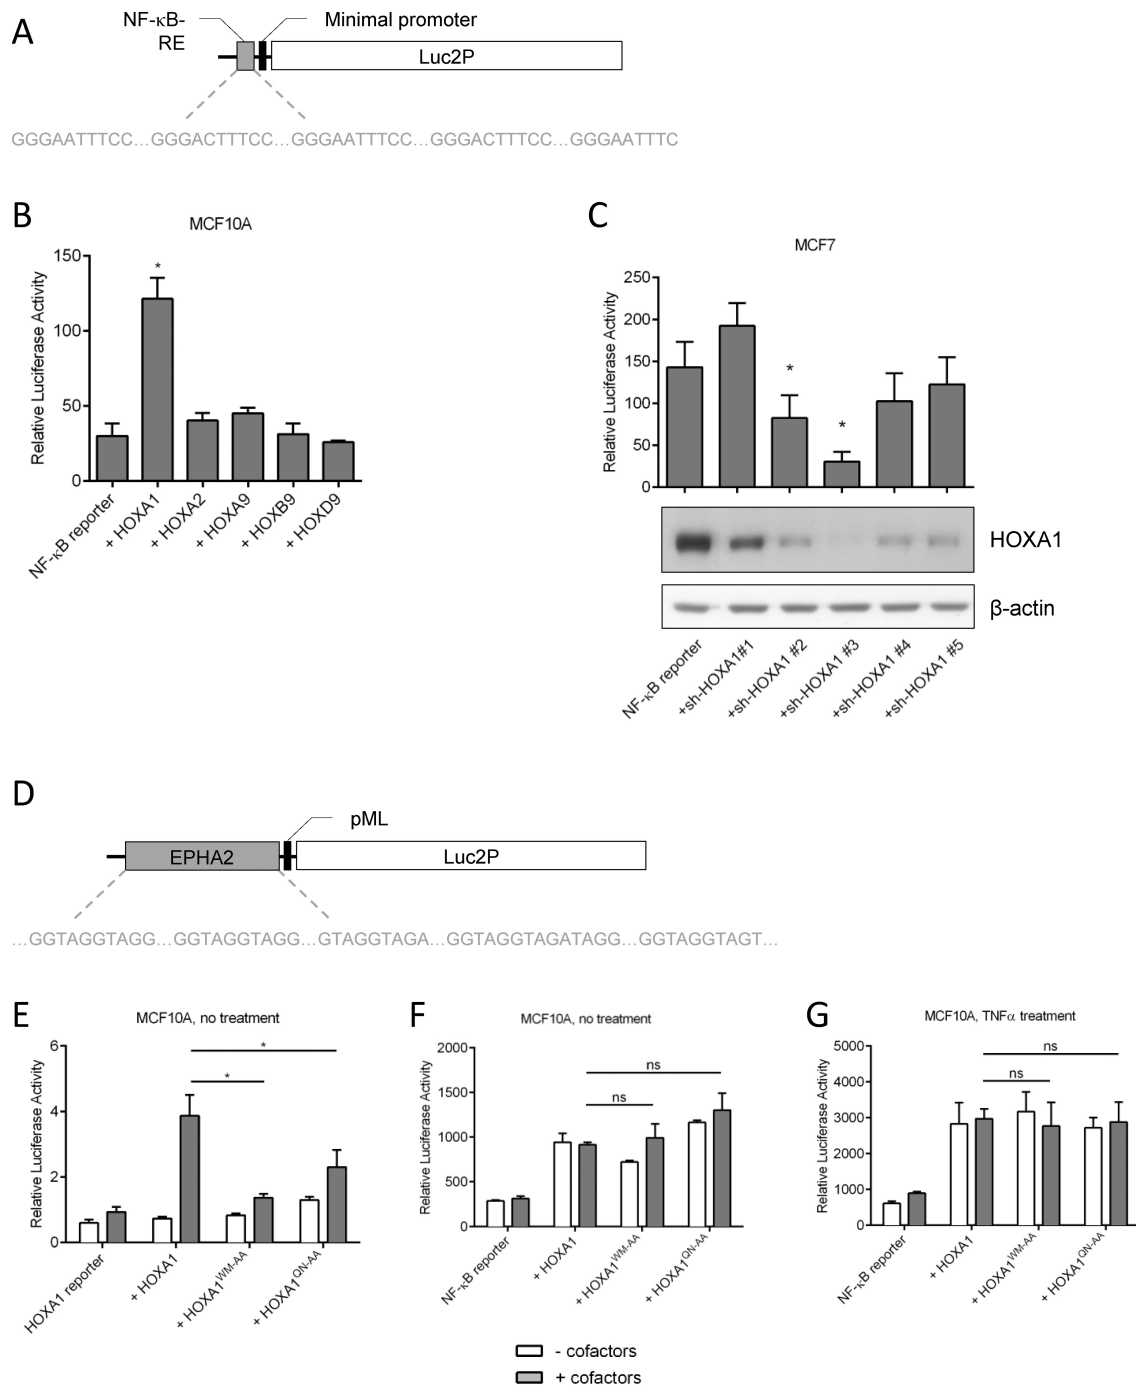 A
NF-κB-
RE
Minimal promoter
Luc2P
GGGAATTTCC...GGGACTTTCC...GGGAATTTCC...GGGACTTTCC...GGGAATTTC
B
MCF10A
Relative Luciferase Activity
150
100
50
0
*
NF-κB reporter
+ HOXA1
+ HOXA2
+ HOXA9
+ HOXB9
+ HOXD9
C
MCF7
Relative Luciferase Activity
250
200
150
100
50
0
*
*
HOXA1
β-actin
NF-κB reporter
+sh-HOXA1#1
+sh-HOXA1 #2
+sh-HOXA1 #3
+sh-HOXA1 #4
+sh-HOXA1 #5
D
pML
EPHA2
Luc2P
...GGTAGGTAGG...GGTAGGTAGG...GTAGGTAGA...GGTAGGTAGATAGG...GGTAGGTAGT...
E
MCF10A, no treatment
Relative Luciferase Activity
6
4
2
0
*
*
HOXA1 reporter
+ HOXA1
+ HOXA1WM-AA
+ HOXA1QN-AA
F
MCF10A, no treatment
Relative Luciferase Activity
2000
1500
1000
500
0
ns
ns
NF-κB reporter
+ HOXA1
+ HOXA1WM-AA
+ HOXA1QN-AA
G
MCF10A, TNFα treatment
Relative Luciferase Activity
5000
4000
3000
2000
1000
0
ns
ns
NF-κB reporter
+ HOXA1
+ HOXA1WM-AA
+ HOXA1QN-AA
- cofactors
+ cofactors